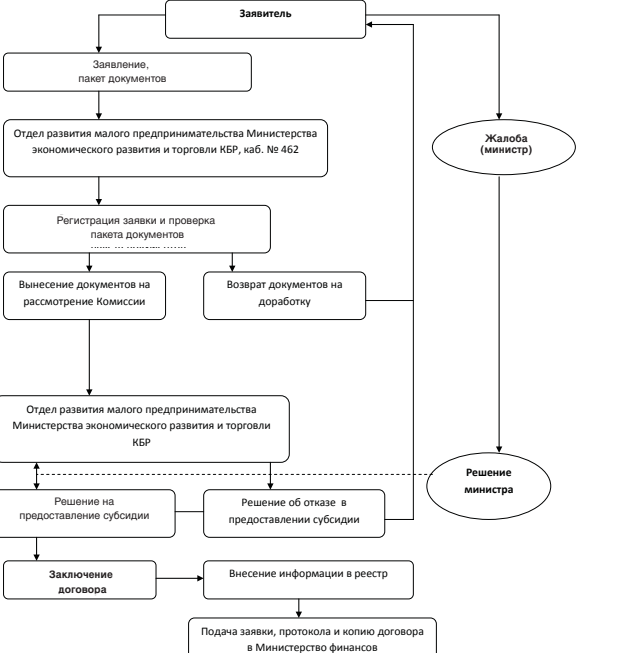 Заявитель
Заявление,
пакет документов
Отдел развития малого предпринимательства Министерства
экономического развития и торговли КБР, каб. № 462
Жалоба
(министр)
Регистрация заявки и проверка
пакета документов
Вынесение документов на
рассмотрение Комиссии
Возврат документов на
доработку
Отдел развития малого предпринимательства
Министерства экономического развития и торговли
КБР
Решение
министра
Решение на
предоставление субсидии
Решение об отказе в
предоставлении субсидии
Заключение
договора
Внесение информации в реестр
Подача заявки, протокола и копию договора
в Министерство финансов